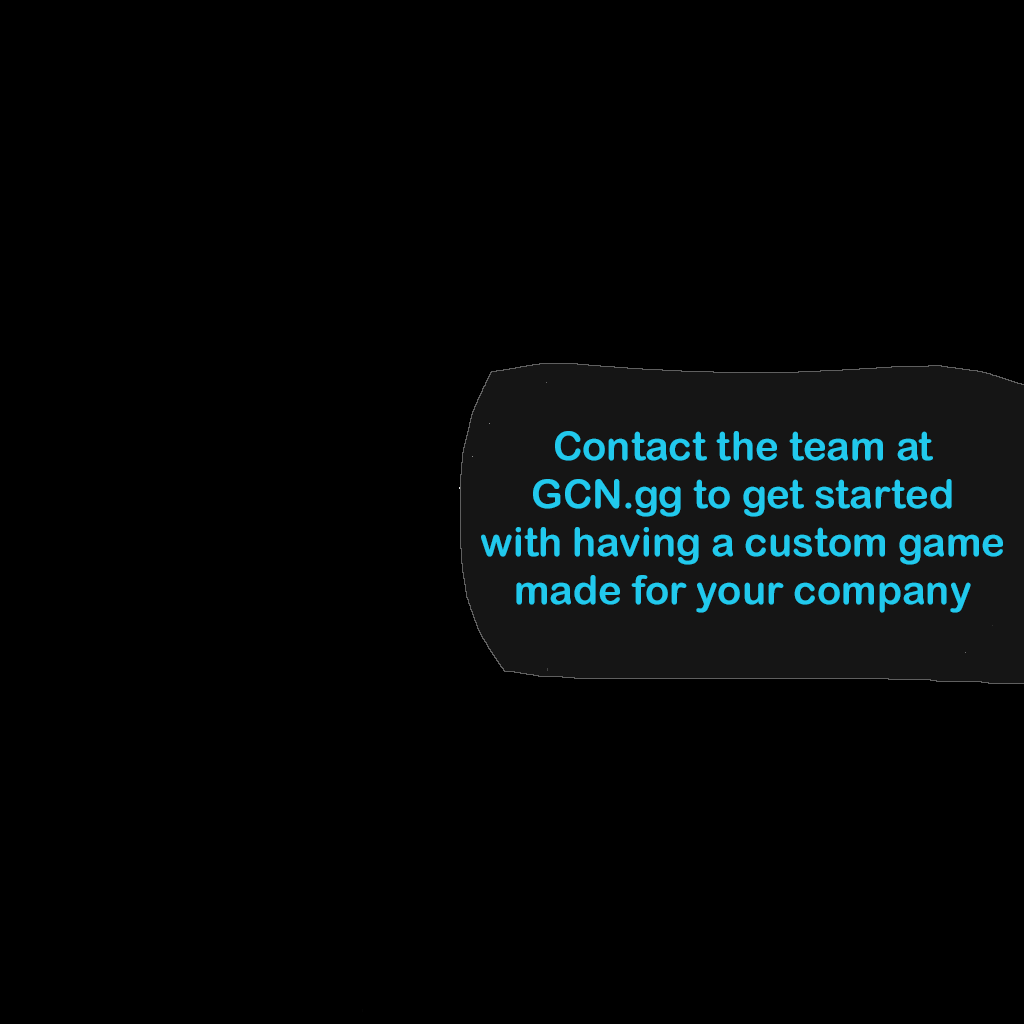 Contact the team at
GCN.gg to get started
with having a custom game
made for your company